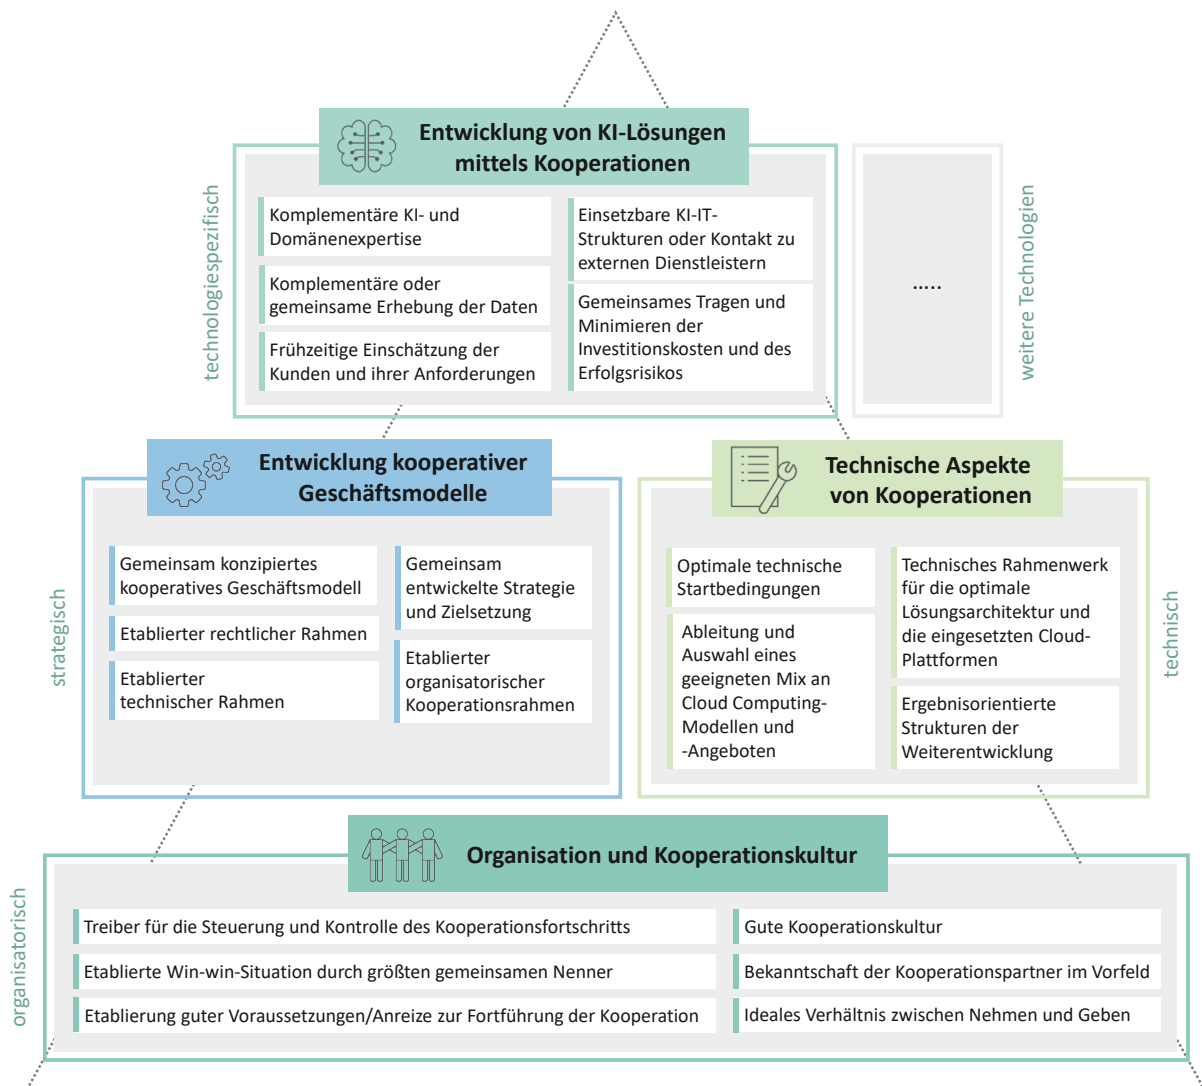 Entwicklung von KI-Lösungen
mittels Kooperationen
technologiespezifisch
Komplementäre KI- und
Domänenexpertise
Komplementäre oder
gemeinsame Erhebung der Daten
Frühzeitige Einschätzung der
Kunden und ihrer Anforderungen
Einsetzbare KI-IT-
Strukturen oder Kontakt zu
externen Dienstleistern
Gemeinsames Tragen und
Minimieren der
Investitionskosten und des
Erfolgsrisikos
.....
weitere Technologien
Entwicklung kooperativer
Geschäftsmodelle
strategisch
Gemeinsam konzipiertes
kooperatives Geschäftsmodell
Etablierter rechtlicher Rahmen
Etablierter
technischer Rahmen
Gemeinsam
entwickelte Strategie
und Zielsetzung
Etablierter
organisatorischer
Kooperationsrahmen
Technische Aspekte
von Kooperationen
Optimale technische
Startbedingungen
Ableitung und
Auswahl eines
geeigneten Mix an
Cloud Computing-
Modellen und
-Angeboten
Technisches Rahmenwerk
für die optimale
Lösungsarchitektur und
die eingesetzten Cloud-
Plattformen
Ergebnisorientierte
Strukturen der
Weiterentwicklung
technisch
Organisation und Kooperationskultur
organisatorisch
Treiber für die Steuerung und Kontrolle des Kooperationsfortschritts
Etablierte Win-win-Situation durch größten gemeinsamen Nenner
Etablierung guter Voraussetzungen/Anreize zur Fortführung der Kooperation
Gute Kooperationskultur
Bekanntschaft der Kooperationspartner im Vorfeld
Ideales Verhältnis zwischen Nehmen und Geben